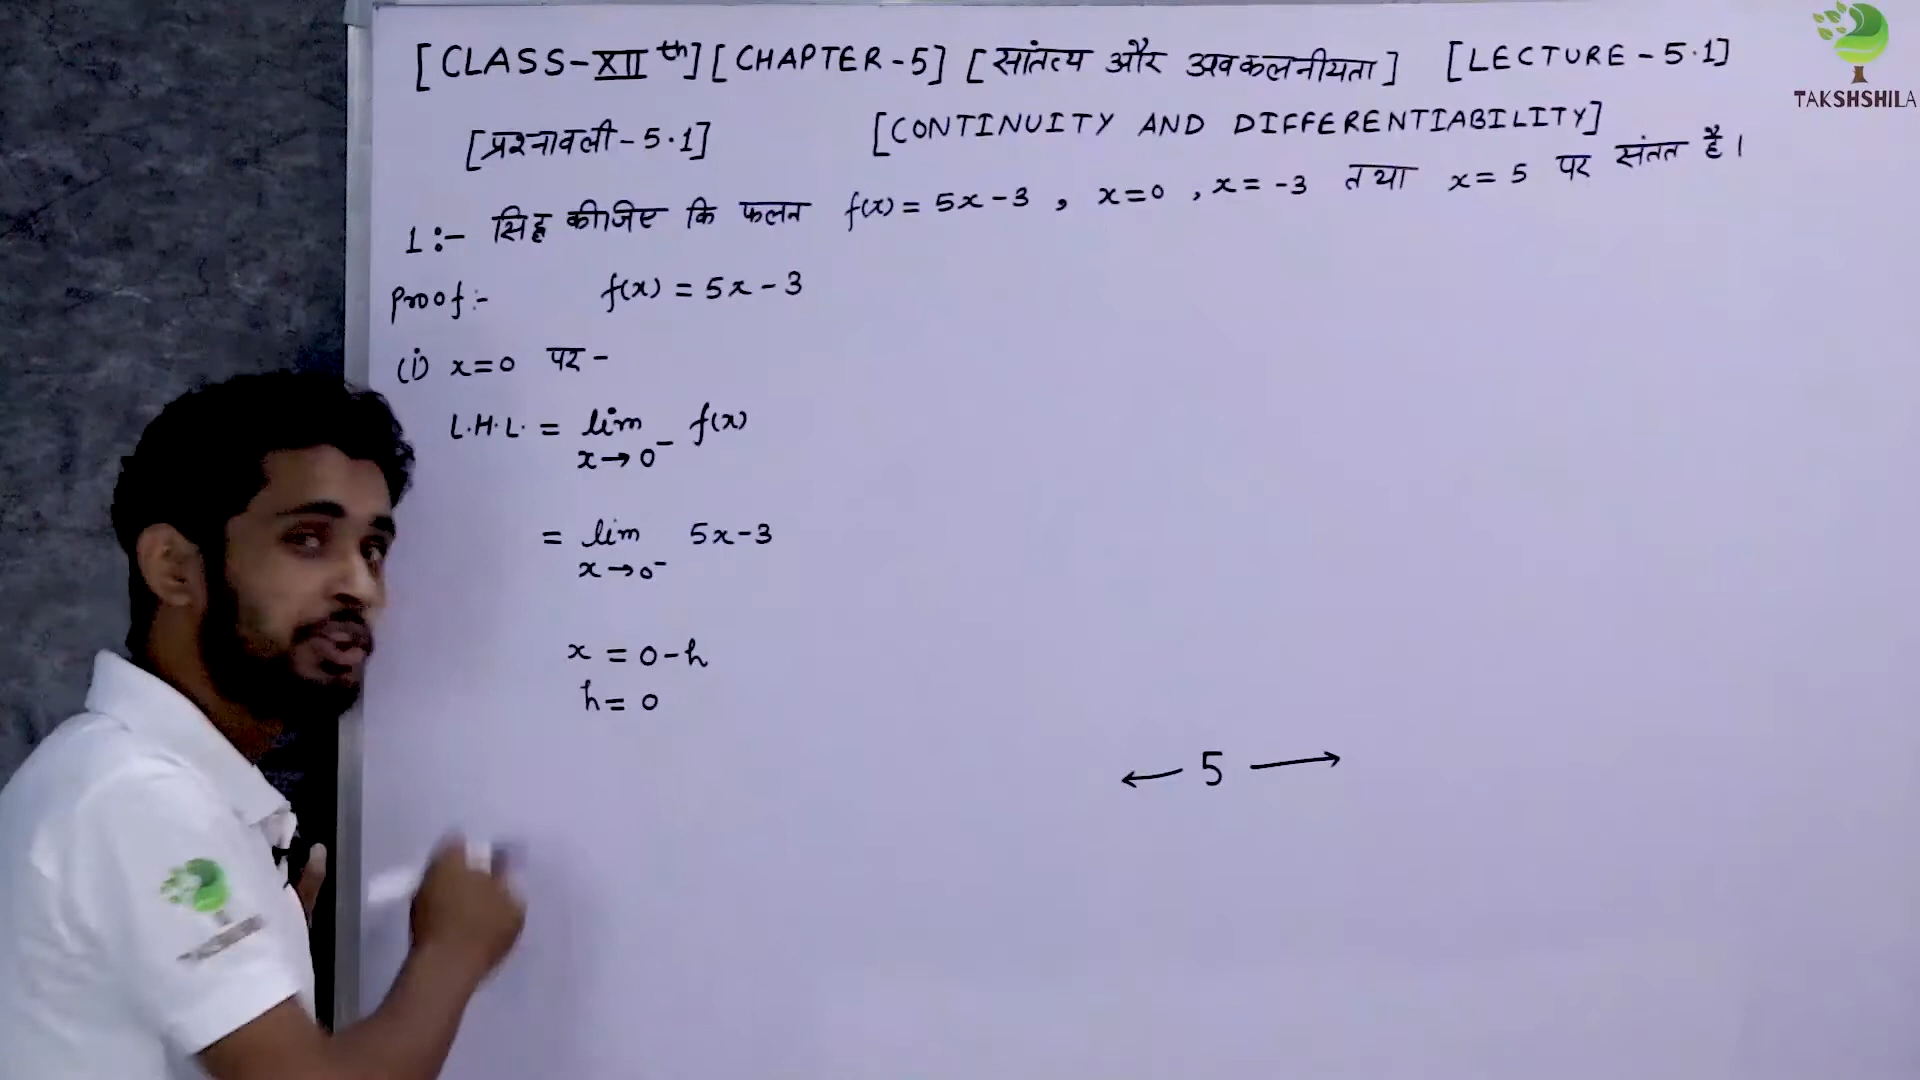 [CLASS-XIIth] [CHAPTER-5] [सांतत्य और अवकलनीयता] [LECTURE-5.1]
TAKSHSHILA
[प्रश्नावली-5.1] [CONTINUITY AND DIFFERENTIABILITY]
1:- सिद्ध कीजिए कि फलन f(x) = 5x-3 , x=0 , x= -3 तथा x= 5 पर संतत है।
Proof:- f(x) = 5x-3
(i) x=0 पर -
L.H.L. = lim f(x)
x→0⁻
= lim 5x-3
x→0⁻
x = 0-h
h= 0
← 5 →